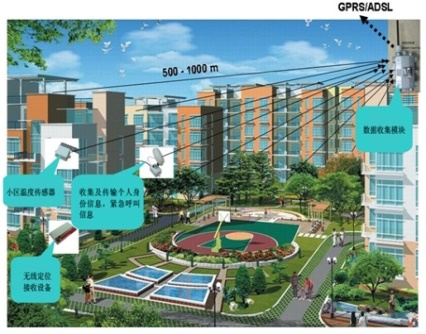 GPRS/ADSL
500 - 1000 m
数据收集模块
小区温度传感器
收集及传输个人身
份信息，紧急呼叫
信息
无线定位
接收设备